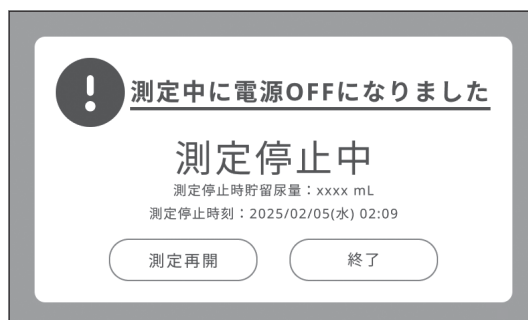 測定中に電源OFFになりました
測定停止中
測定停止時貯留尿量：xxxx mL
測定停止時刻：2025/02/05(水) 02:09
測定再開
終了